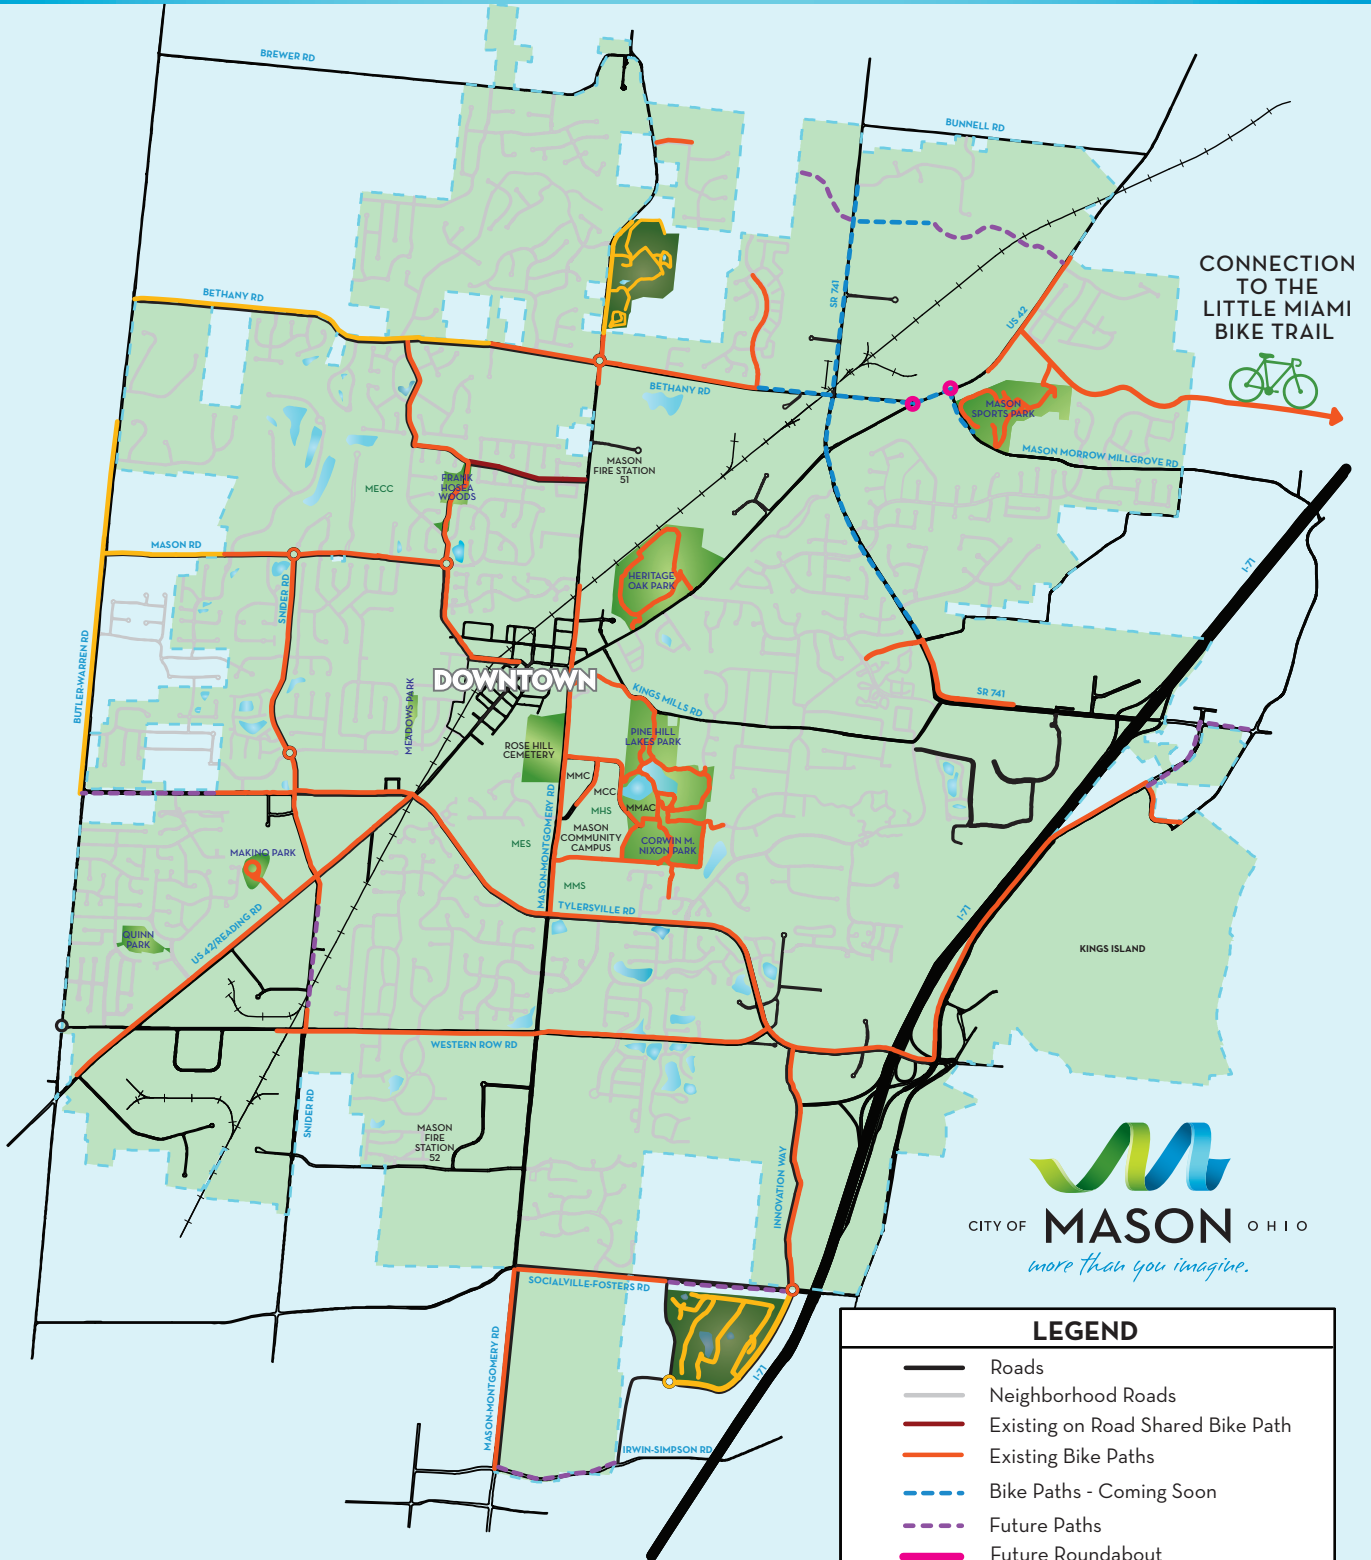 BREWER RD
BUNNELL RD
CONNECTION
TO THE
LITTLE MIAMI
BIKE TRAIL
SR 741
US 42
BETHANY RD
BETHANY RD
MASON
SPORTS PARK
MASON MORROW MILLGROVE RD
MASON
FIRE STATION
51
MECC
FRANK
HOSEA
WOODS
MASON RD
I-71
SNIDER RD
HERITAGE
OAK PARK
BUTLER-WARREN RD
DOWNTOWN
MEADOWS PARK
KINGS MILLS RD
SR 741
ROSE HILL
CEMETERY
PINE HILL
LAKES PARK
MMC
MCC
MHS
MMAC
MASON
COMMUNITY
CAMPUS
CORWIN M.
NIXON PARK
MES
MASON-MONTGOMERY RD
MAKINO PARK
MMS
TYLERSVILLE RD
US 42/READING RD
QUINN
PARK
I-71
KINGS ISLAND
WESTERN ROW RD
SNIDER RD
MASON
FIRE
STATION
52
INNOVATION WAY
CITY OF MASON OHIO
more than you imagine.
SOCIALVILLE-FOSTERS RD
MASON-MONTGOMERY RD
I-71
IRWIN-SIMPSON RD
LEGEND
Roads
Neighborhood Roads
Existing on Road Shared Bike Path
Existing Bike Paths
Bike Paths - Coming Soon
Future Paths
Future Roundabout